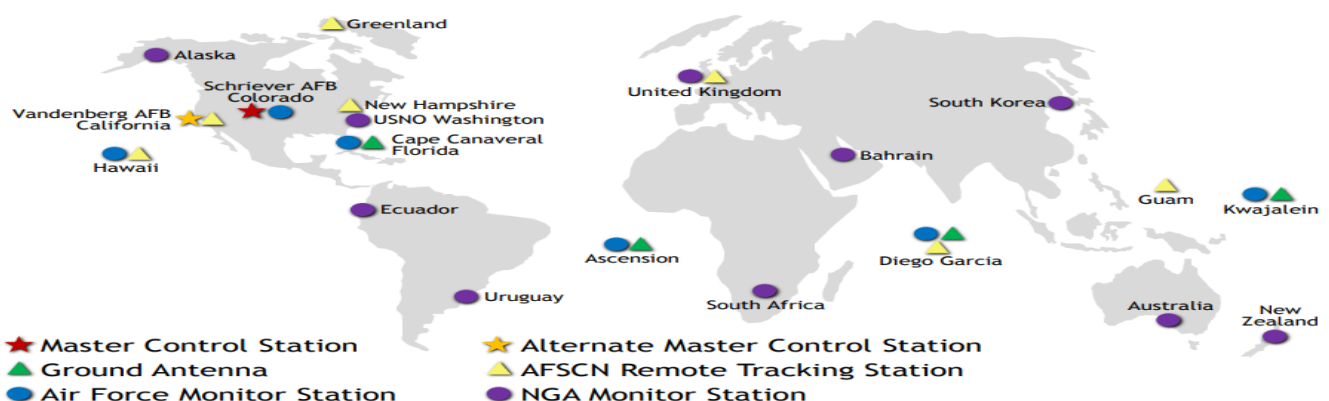 Greenland
Alaska
Schriever AFB
Colorado
Vandenberg AFB
California
New Hampshire
USNO Washington
Cape Canaveral
Florida
Hawaii
United Kingdom
South Korea
Bahrain
Ecuador
Guam
Kwajalein
Ascension
Diego Garcia
Uruguay
South Africa
Australia
New
Zealand
Master Control Station
Alternate Master Control Station
Ground Antenna
AFSCN Remote Tracking Station
Air Force Monitor Station
NGA Monitor Station